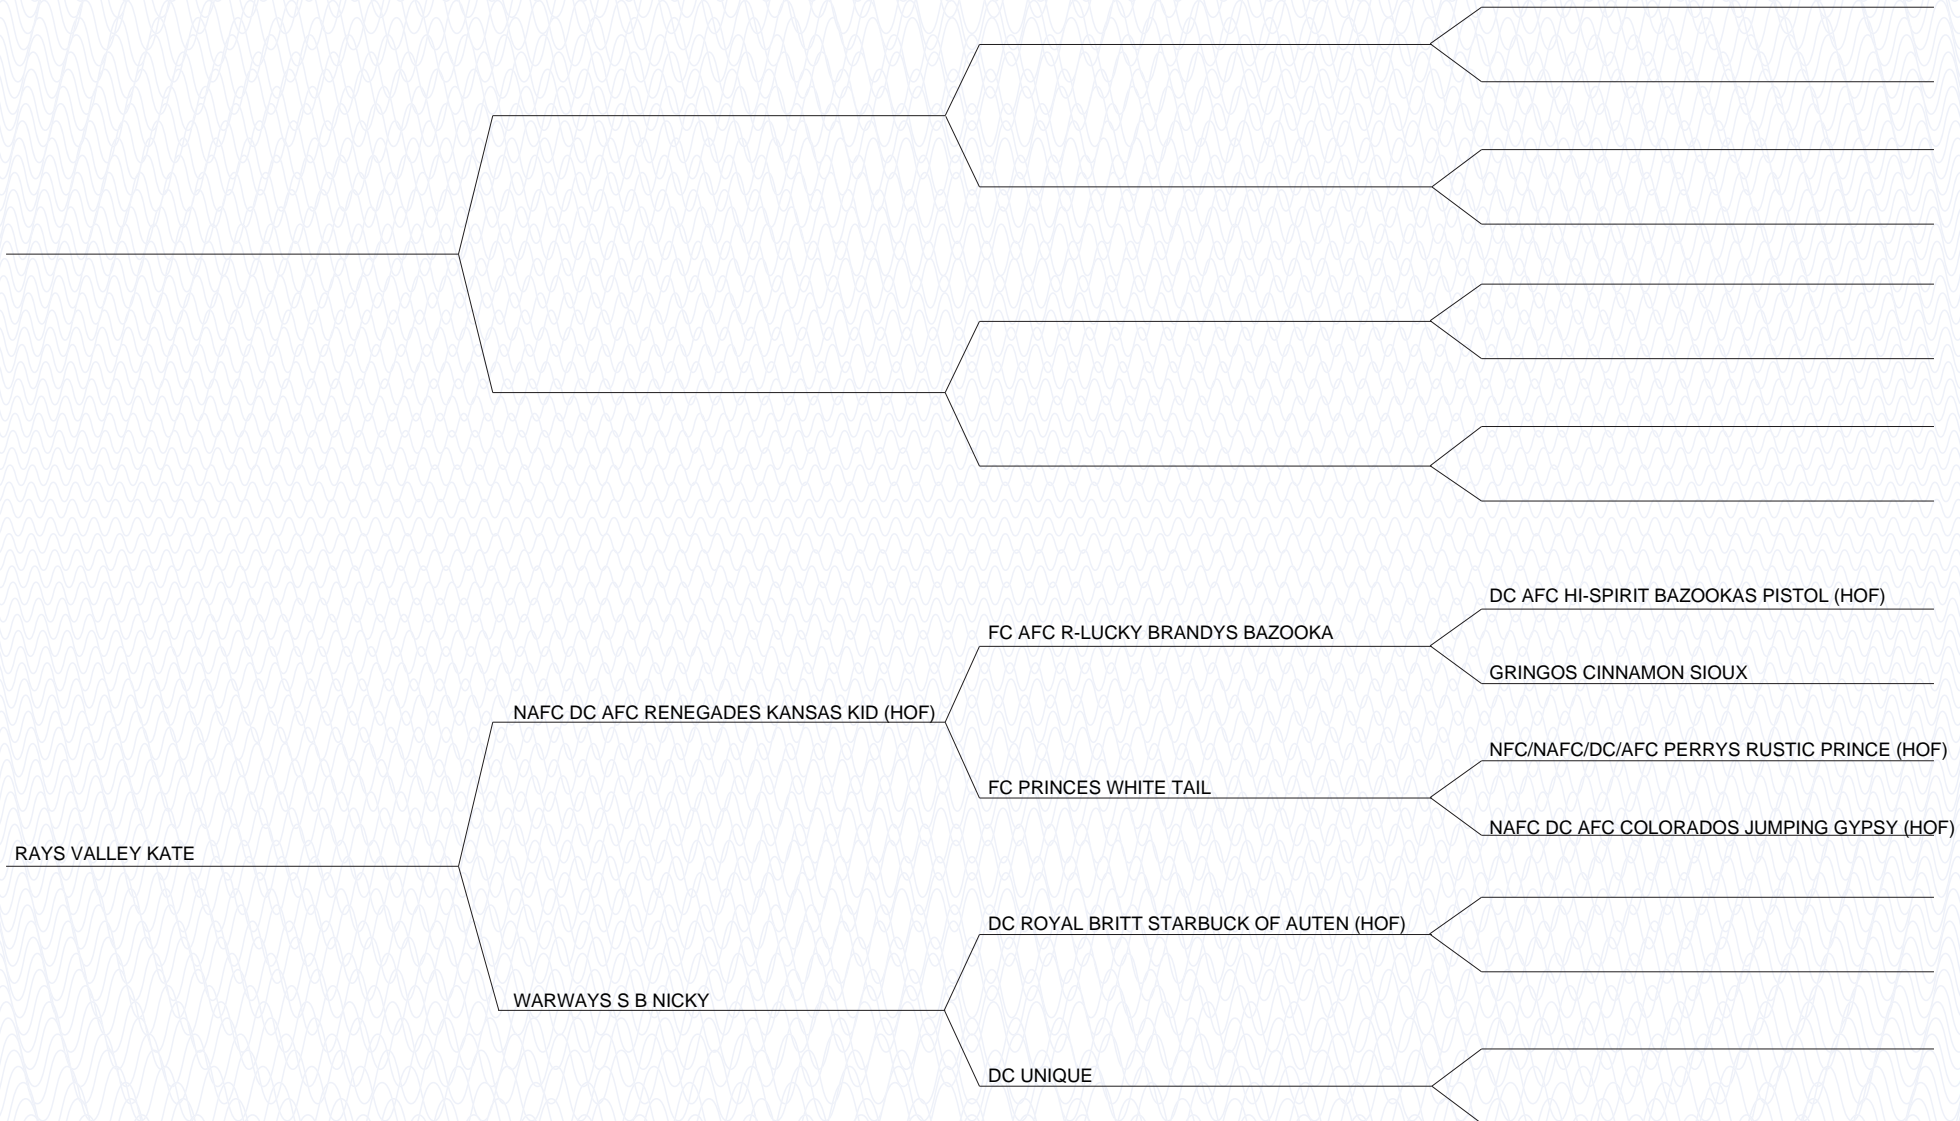 DC AFC HI-SPIRIT BAZOOKAS PISTOL (HOF)
FC AFC R-LUCKY BRANDYS BAZOOKA
GRINGOS CINNAMON SIOUX
NAFC DC AFC RENEGADES KANSAS KID (HOF)
NFC/NAFC/DC/AFC PERRYS RUSTIC PRINCE (HOF)
FC PRINCES WHITE TAIL
NAFC DC AFC COLORADOS JUMPING GYPSY (HOF)
RAYS VALLEY KATE
DC ROYAL BRITT STARBUCK OF AUTEN (HOF)
WARWAYS S B NICKY
DC UNIQUE